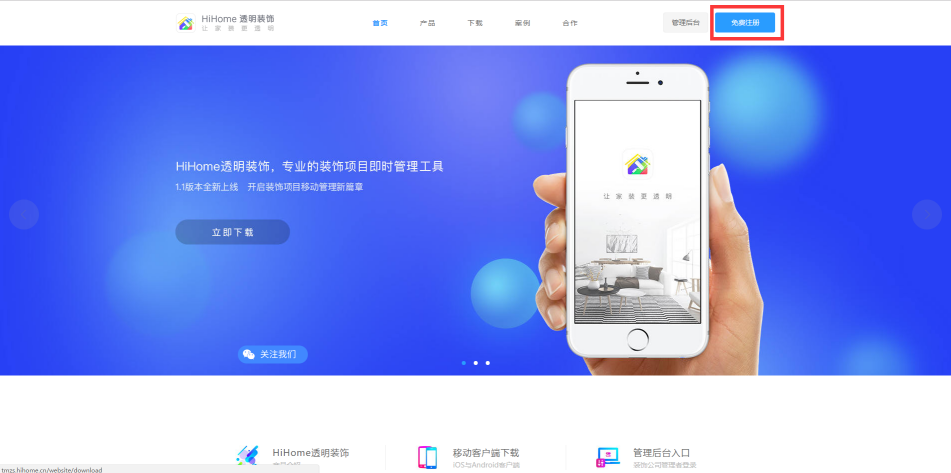 HiHome 透明装饰
让 家 装 更 透 明
首页
产品
下载
案例
合作
管理后台
免费注册
HiHome透明装饰，专业的装饰项目即时管理工具
1.1版本全新上线 开启装饰项目移动管理新篇章
立即下载
让 家 装 更 透 明
关注我们
HiHome透明装饰
移动客户端下载
iOS与Android客户端
管理后台入口
装饰公司管理者登录
tmzs.hihome.cn/website/download